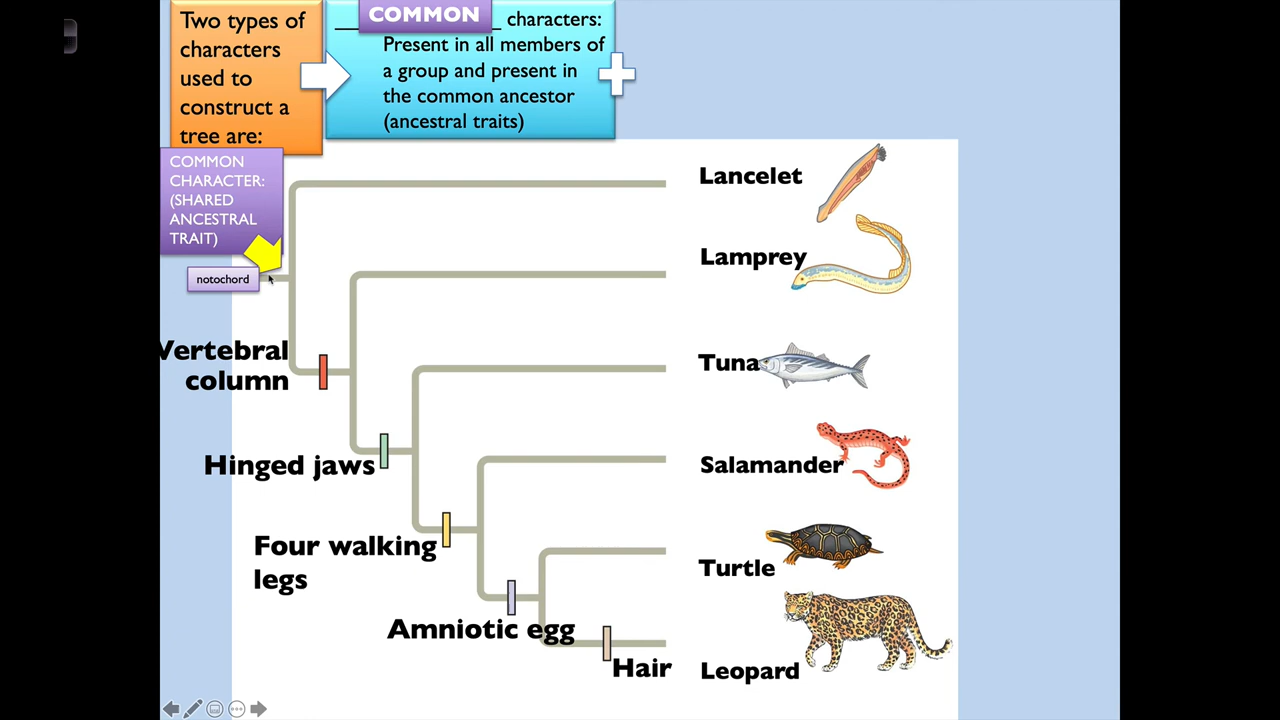 Two types of
characters
used to
construct a
tree are:
__COMMON_ characters:
Present in all members of
a group and present in
the common ancestor
(ancestral traits)
COMMON
CHARACTER:
(SHARED
ANCESTRAL
TRAIT)
notochord
Lancelet
Lamprey
Vertebral
column
Tuna
Hinged jaws
Salamander
Four walking
legs
Turtle
Amniotic egg
Hair
Leopard